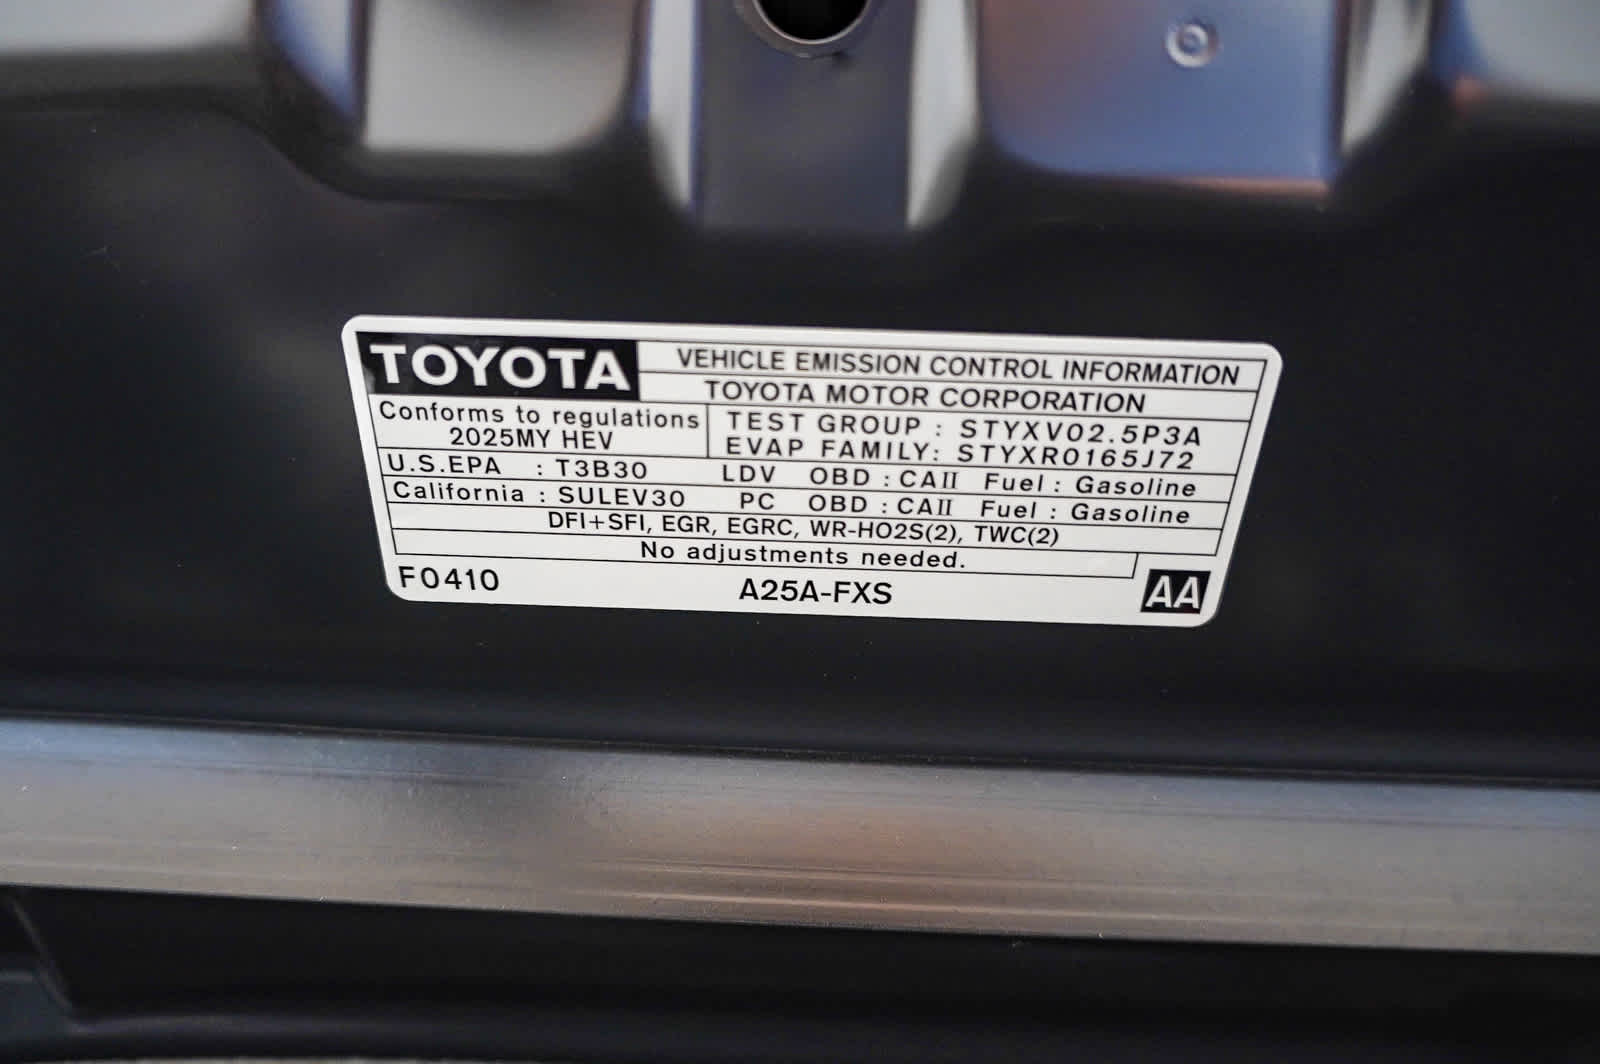 TOYOTA
VEHICLE EMISSION CONTROL INFORMATION
TOYOTA MOTOR CORPORATION
Conforms to regulations
2025MY HEV
TEST GROUP : STYXV02.5P3A
EVAP FAMILY: STYXR0165J72
U.S.EPA : T3B30 LDV OBD : CAII Fuel : Gasoline
California : SULEV30 PC OBD : CAII Fuel : Gasoline
DFI+SFI, EGR, EGRC, WR-HO2S(2), TWC(2)
No adjustments needed.
F0410 A25A-FXS AA